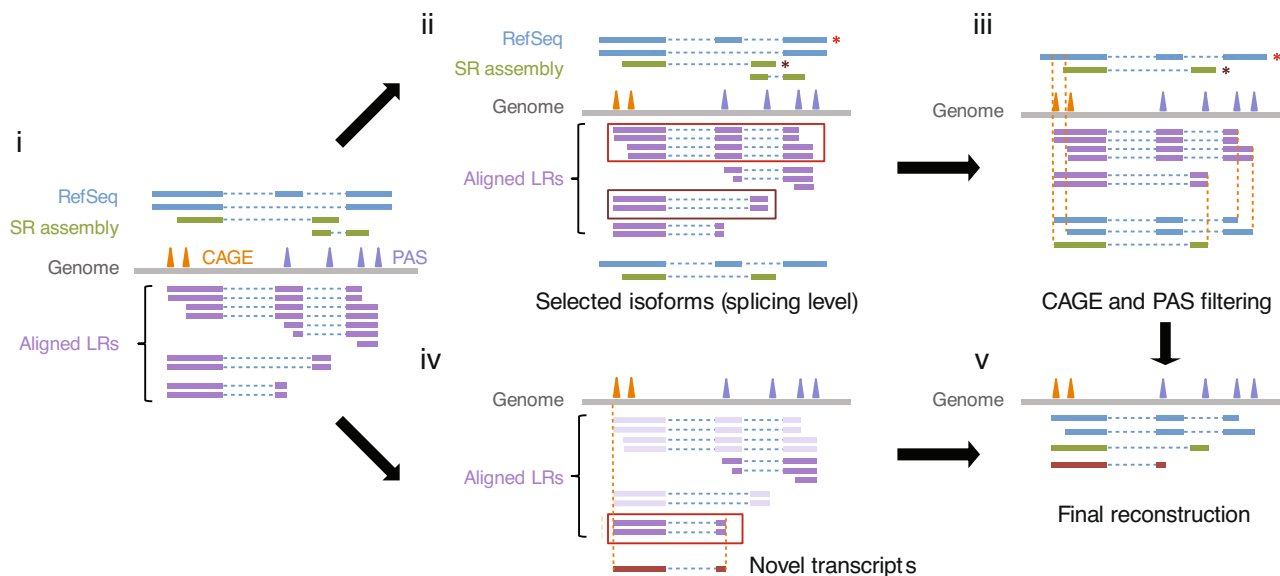 i
RefSeq
SR assembly
CAGE
PAS
Genome
Aligned LRs
ii
RefSeq
*
SR assembly
*
Genome
Aligned LRs
Selected isoforms (splicing level)
iii
*
*
Genome
CAGE and PAS filtering
iv
Genome
Aligned LRs
Novel transcripts
v
Genome
Final reconstruction